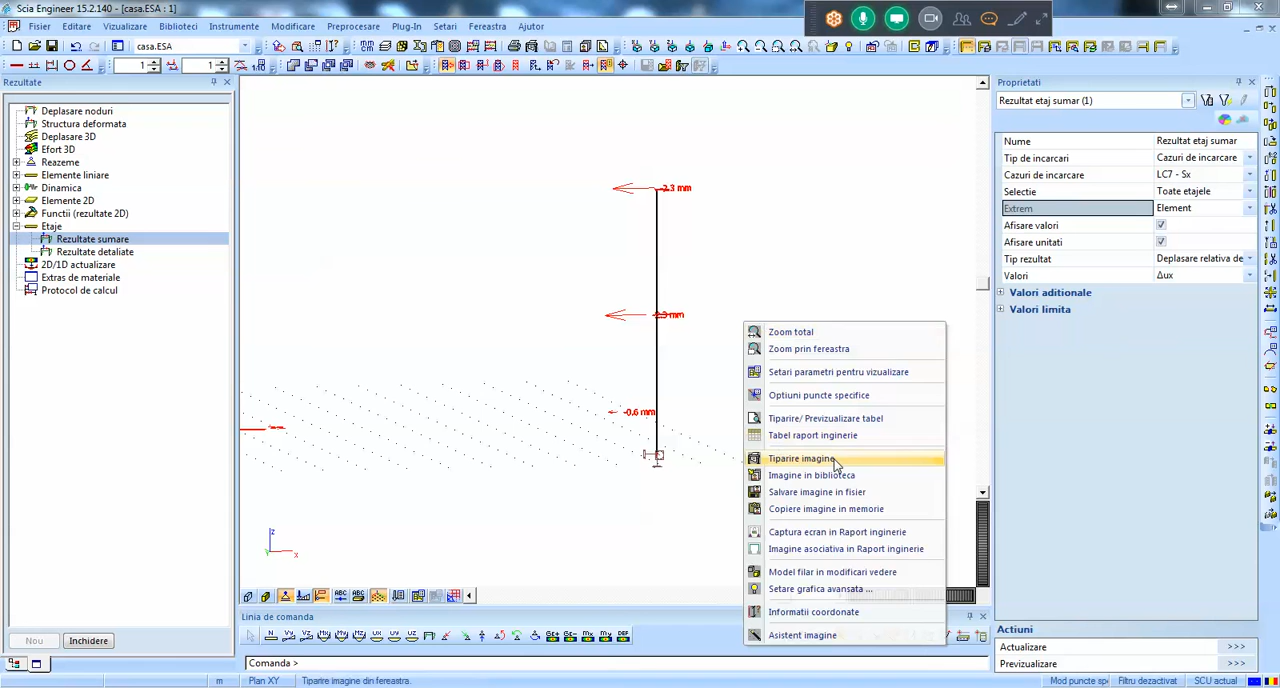 Scia Engineer 15.2.140 - [casa.ESA : 1]
Fisier Editare Vizualizare Biblioteci Instrumente Modificare Preprocesare Plug-In Setari Fereastra Ajutor
casa.ESA
1 1
Rezultate
Deplasare noduri
Structura deformata
Deplasare 3D
Efort 3D
Reazeme
Elemente liniare
Dinamica
Elemente 2D
Functii (rezultate 2D)
Etaje
Rezultate sumare
Rezultate detaliate
2D/1D actualizare
Extras de materiale
Protocol de calcul
Nou Inchidere
-2.3 mm
-2.3 mm
-0.6 mm
z
Y
x
Zoom total
Zoom prin fereastra
Setari parametri pentru vizualizare
Optiuni puncte specifice
Tiparire/ Previzualizare tabel
Tabel raport inginerie
Tiparire imagine
Imagine in biblioteca
Salvare imagine in fisier
Copiere imagine in memorie
Captura ecran in Raport inginerie
Imagine asociativa in Raport inginerie
Model filar in modificari vedere
Setare grafica avansata ...
Informatii coordonate
Asistent imagine
Proprietati
Rezultat etaj sumar (1)
Nume Rezultat etaj sumar
Tip de incarcari Cazuri de incarcare
Cazuri de incarcare LC7 - Sx
Selectie Toate etajele
Extrem Element
Afisare valori
Afisare unitati
Tip rezultat Deplasare relativa de
Valori Δux
Valori aditionale
Valori limita
Actiuni
Actualizare >>>
Previzualizare >>>
Linia de comanda
Comanda >
m Plan XY Tiparire imagine din fereastra. Mod puncte spe Filtru dezactivat SCU actual